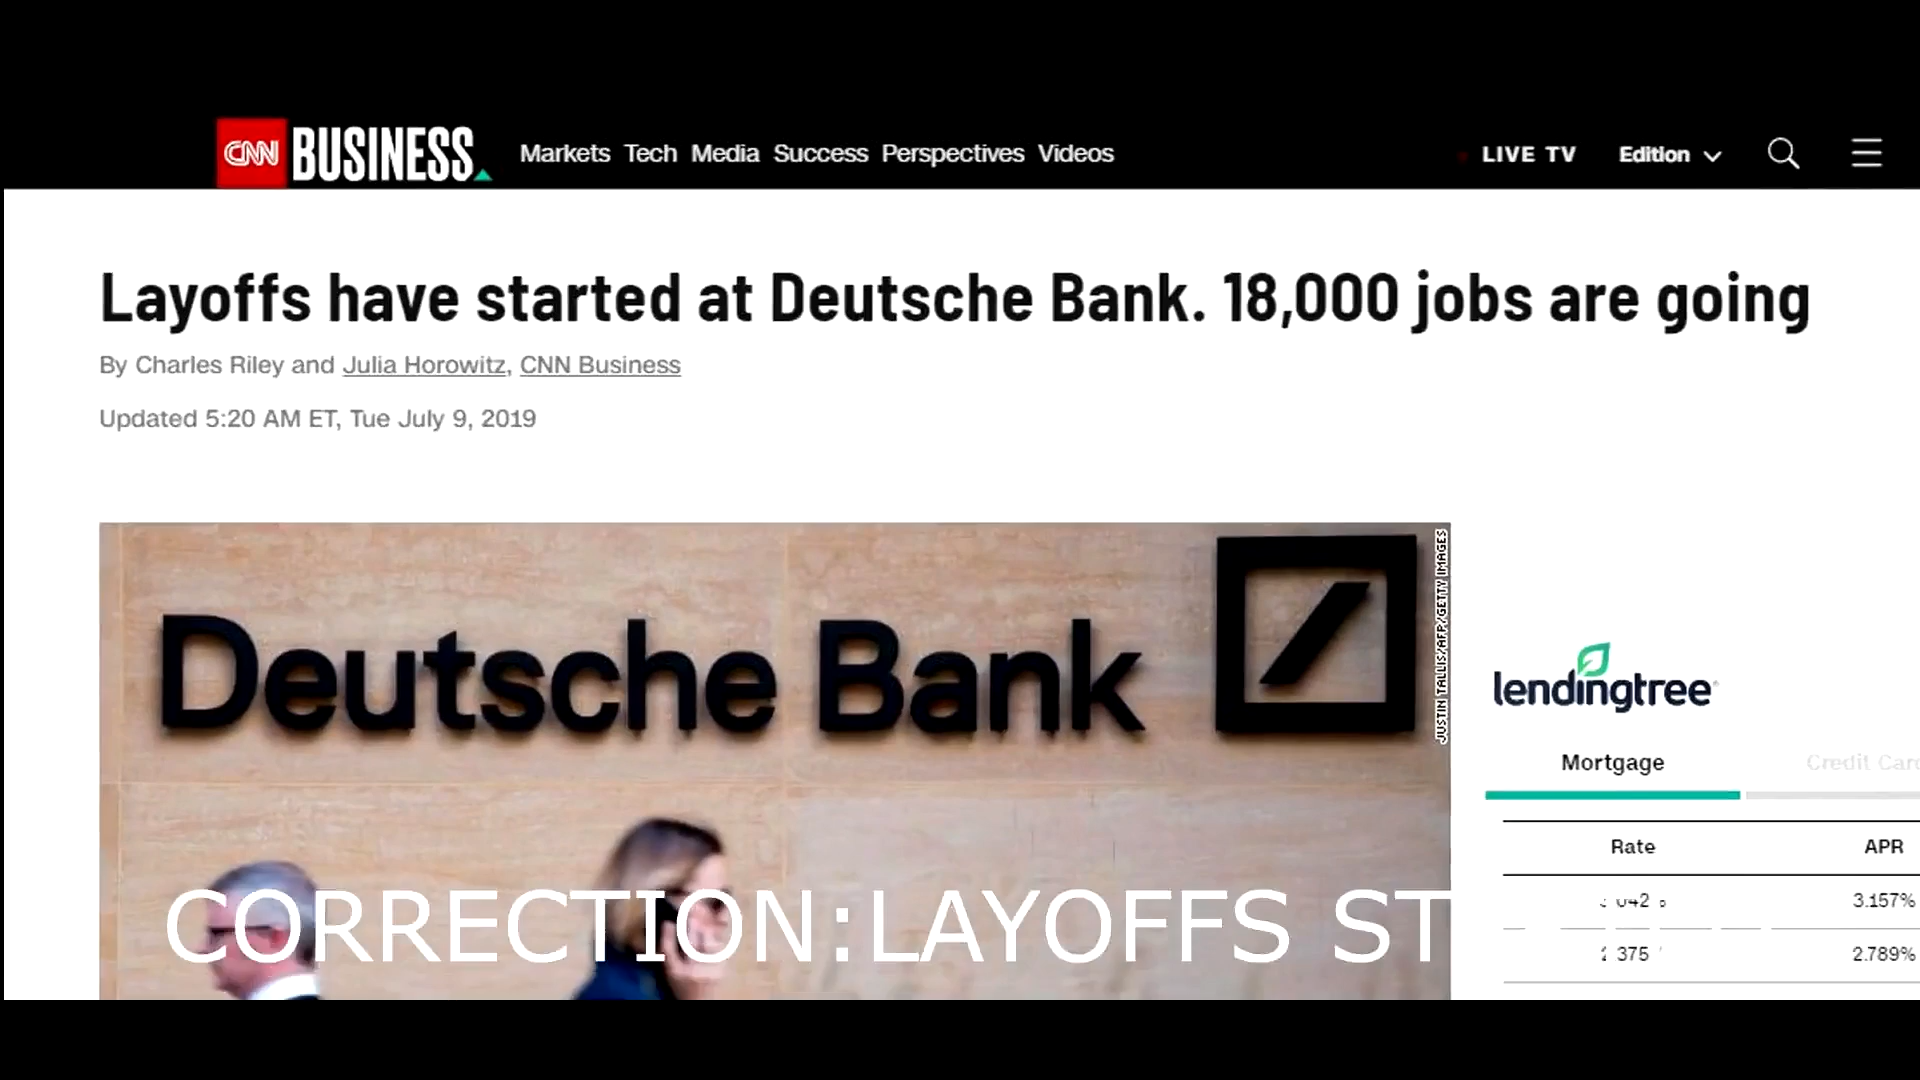 CNN BUSINESS Markets Tech Media Success Perspectives Videos LIVE TV Edition
Layoffs have started at Deutsche Bank. 18,000 jobs are going
By Charles Riley and Julia Horowitz, CNN Business
Updated 5:20 AM ET, Tue July 9, 2019
JUSTIN TALLIS/AFP/GETTY IMAGES
Deutsche Bank
lendingtree
Mortgage
Rate APR
3.157%
2.789%
CORRECTION:LAYOFFS